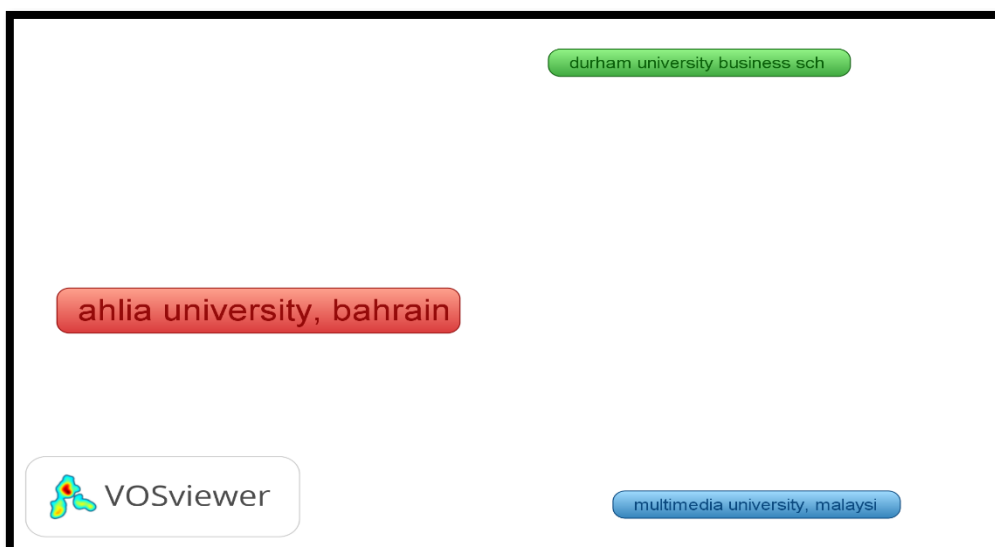 durham university business sch
ahlia university, bahrain
VOSviewer
multimedia university, malaysi